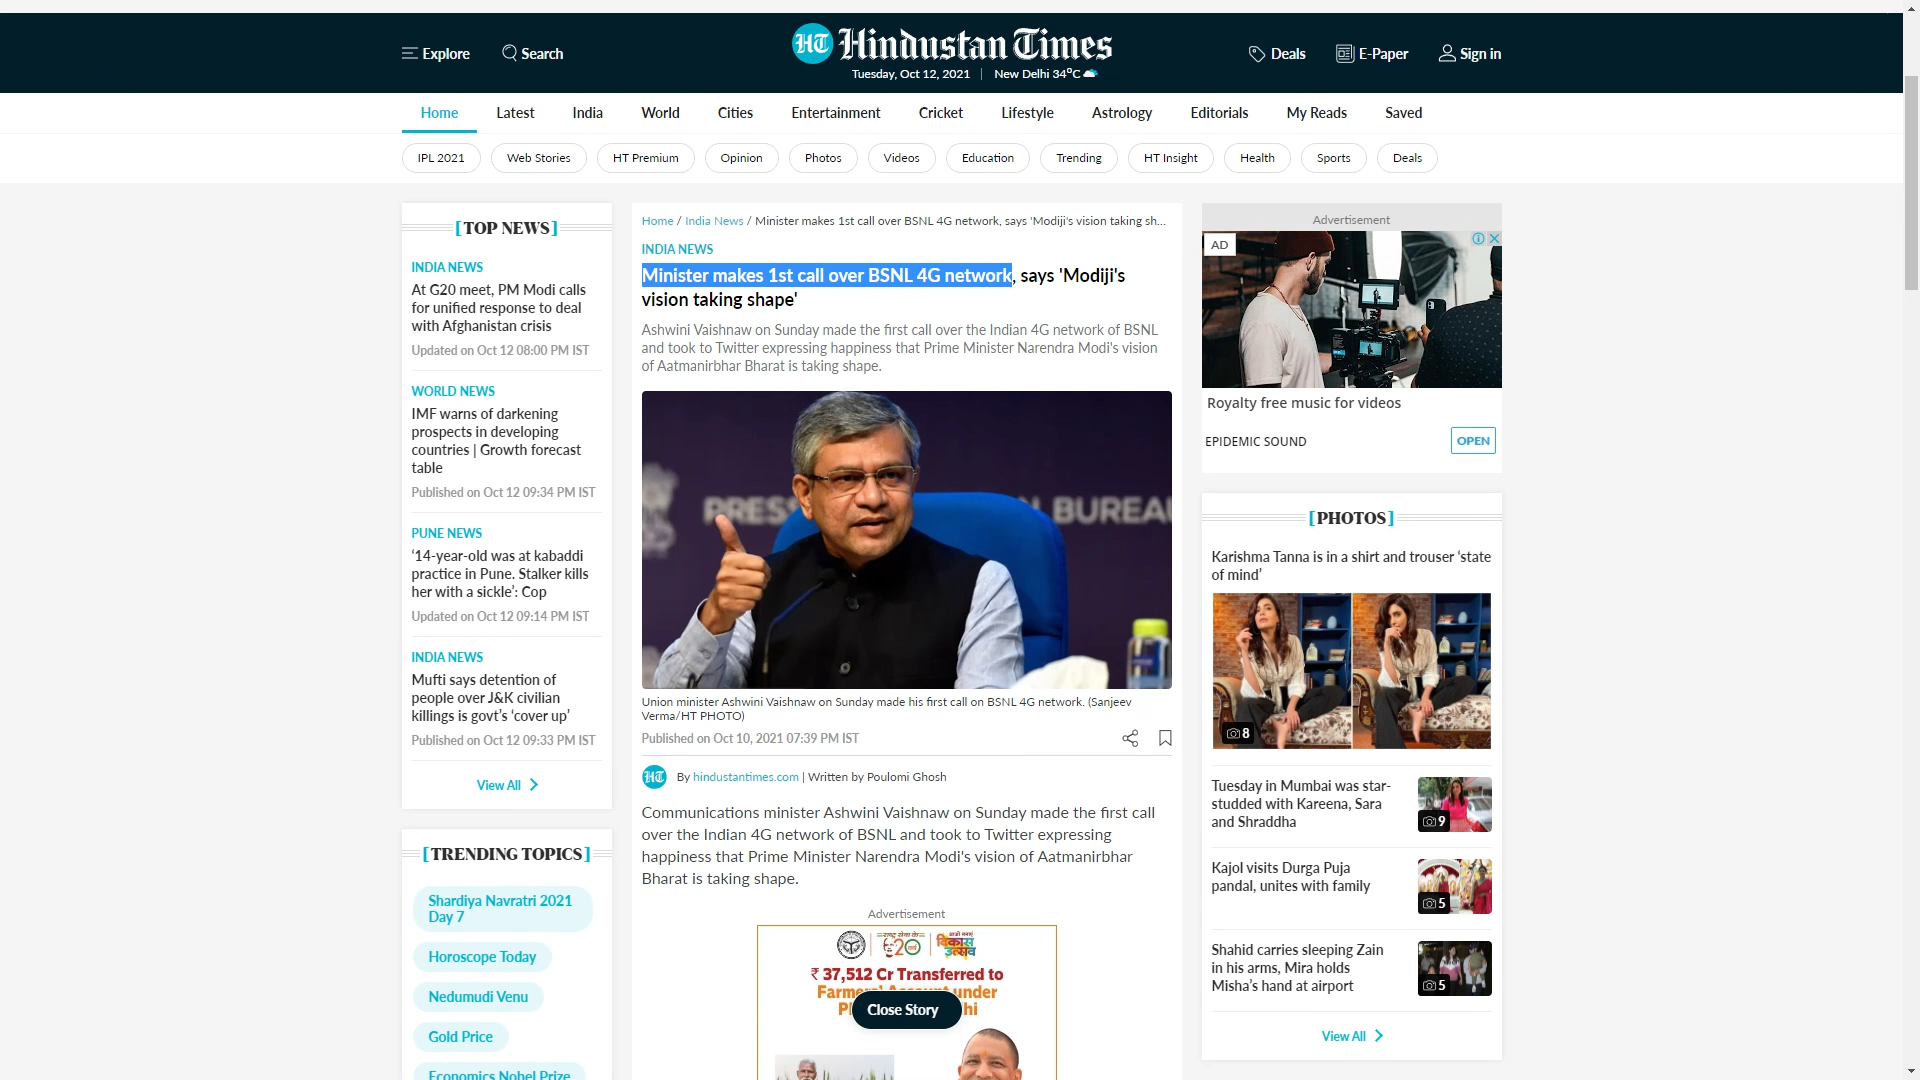 Explore
Search
Hindustan Times
Tuesday, Oct 12, 2021 | New Delhi 34°C
Deals
E-Paper
Sign in
Home
Latest
India
World
Cities
Entertainment
Cricket
Lifestyle
Astrology
Editorials
My Reads
Saved
IPL 2021
Web Stories
HT Premium
Opinion
Photos
Videos
Education
Trending
HT Insight
Health
Sports
Deals
[TOP NEWS]
INDIA NEWS
At G20 meet, PM Modi calls
for unified response to deal
with Afghanistan crisis
Updated on Oct 12 08:00 PM IST
WORLD NEWS
IMF warns of darkening
prospects in developing
countries | Growth forecast
table
Published on Oct 12 09:34 PM IST
PUNE NEWS
‘14-year-old was at kabaddi
practice in Pune. Stalker kills
her with a sickle’: Cop
Updated on Oct 12 09:14 PM IST
INDIA NEWS
Mufti says detention of
people over J&K civilian
killings is govt’s ‘cover up’
Published on Oct 12 09:33 PM IST
View All
[TRENDING TOPICS]
Shardiya Navratri 2021
Day 7
Horoscope Today
Nedumudi Venu
Gold Price
Economics Nobel Prize
Home / India News / Minister makes 1st call over BSNL 4G network, says 'Modiji's vision taking sh...
INDIA NEWS
Minister makes 1st call over BSNL 4G network, says 'Modiji's
vision taking shape'
Ashwini Vaishnaw on Sunday made the first call over the Indian 4G network of BSNL
and took to Twitter expressing happiness that Prime Minister Narendra Modi's vision
of Aatmanirbhar Bharat is taking shape.
PRESS
BUREAU
Union minister Ashwini Vaishnaw on Sunday made his first call on BSNL 4G network. (Sanjeev
Verma/HT PHOTO)
Published on Oct 10, 2021 07:39 PM IST
HT
By hindustantimes.com | Written by Poulomi Ghosh
Communications minister Ashwini Vaishnaw on Sunday made the first call
over the Indian 4G network of BSNL and took to Twitter expressing
happiness that Prime Minister Narendra Modi's vision of Aatmanirbhar
Bharat is taking shape.
Advertisement
20
विकास
उत्सव
₹ 37,512 Cr Transferred to
Close Story
Advertisement
AD
Royalty free music for videos
EPIDEMIC SOUND
OPEN
[PHOTOS]
Karishma Tanna is in a shirt and trouser ‘state
of mind’
8
Tuesday in Mumbai was star-
studded with Kareena, Sara
and Shraddha
9
Kajol visits Durga Puja
pandal, unites with family
5
Shahid carries sleeping Zain
in his arms, Mira holds
Misha’s hand at airport
5
View All